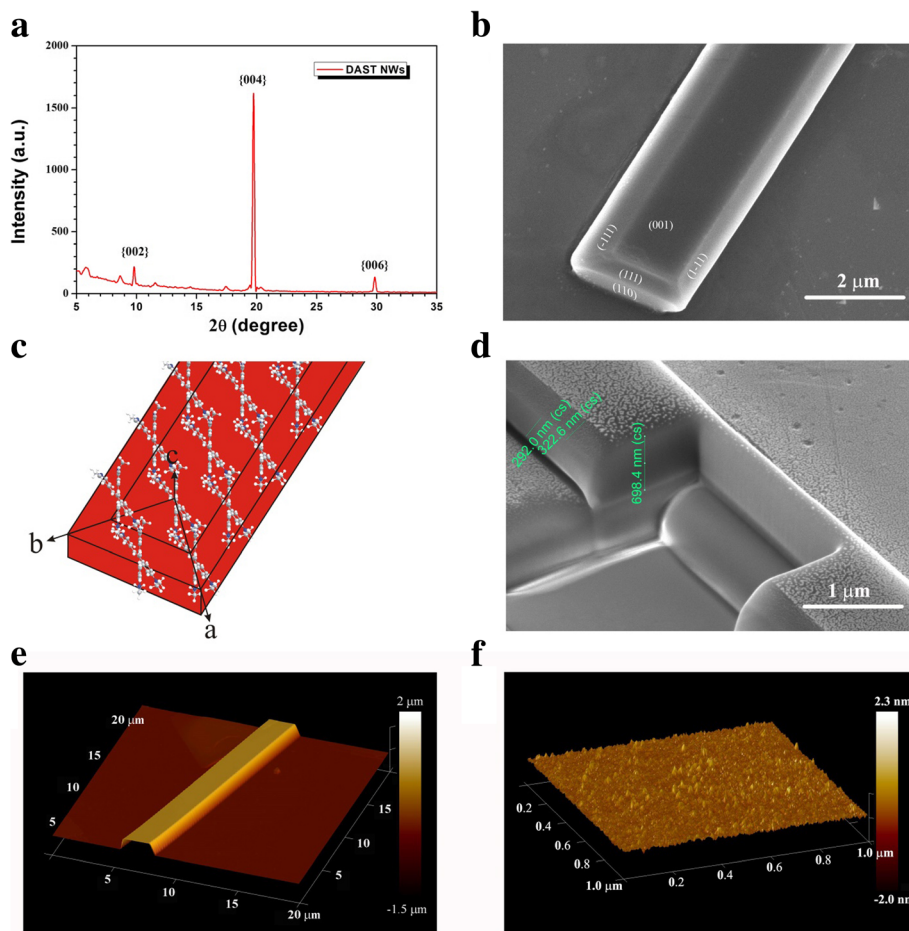 a
2000
1500
1000
500
0
Intensity (a.u.)
DAST NWs
{002}
{004}
{006}
5
10
15
20
25
30
35
2θ (degree)
b
(-111)
(001)
(111)
(110)
(1-11)
2 μm
c
c
b
a
d
292.0 nm (cs)
322.6 nm (cs)
698.4 nm (cs)
1 μm
e
20 μm
15
10
5
5
10
15
20 μm
5
10
15
2 μm
-1.5 μm
f
0.2
0.4
0.6
0.8
1.0 μm
0.2
0.4
0.6
0.8
1.0
μm
2.3 nm
-2.0 nm